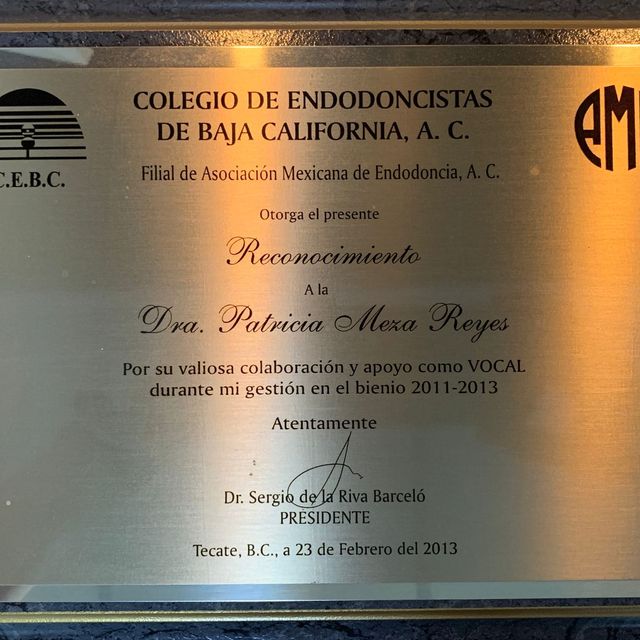 COLEGIO DE ENDODONCISTAS
DE BAJA CALIFORNIA, A. C.
Filial de Asociación Mexicana de Endodoncia, A. C.
C.E.B.C.
Otorga el presente
Reconocimiento
A la
Dra. Patricia Meza Reyes
Por su valiosa colaboración y apoyo como VOCAL
durante mi gestión en el bienio 2011-2013
Atentamente
Dr. Sergio de la Riva Barceló
PRESIDENTE
Tecate, B.C., a 23 de Febrero del 2013